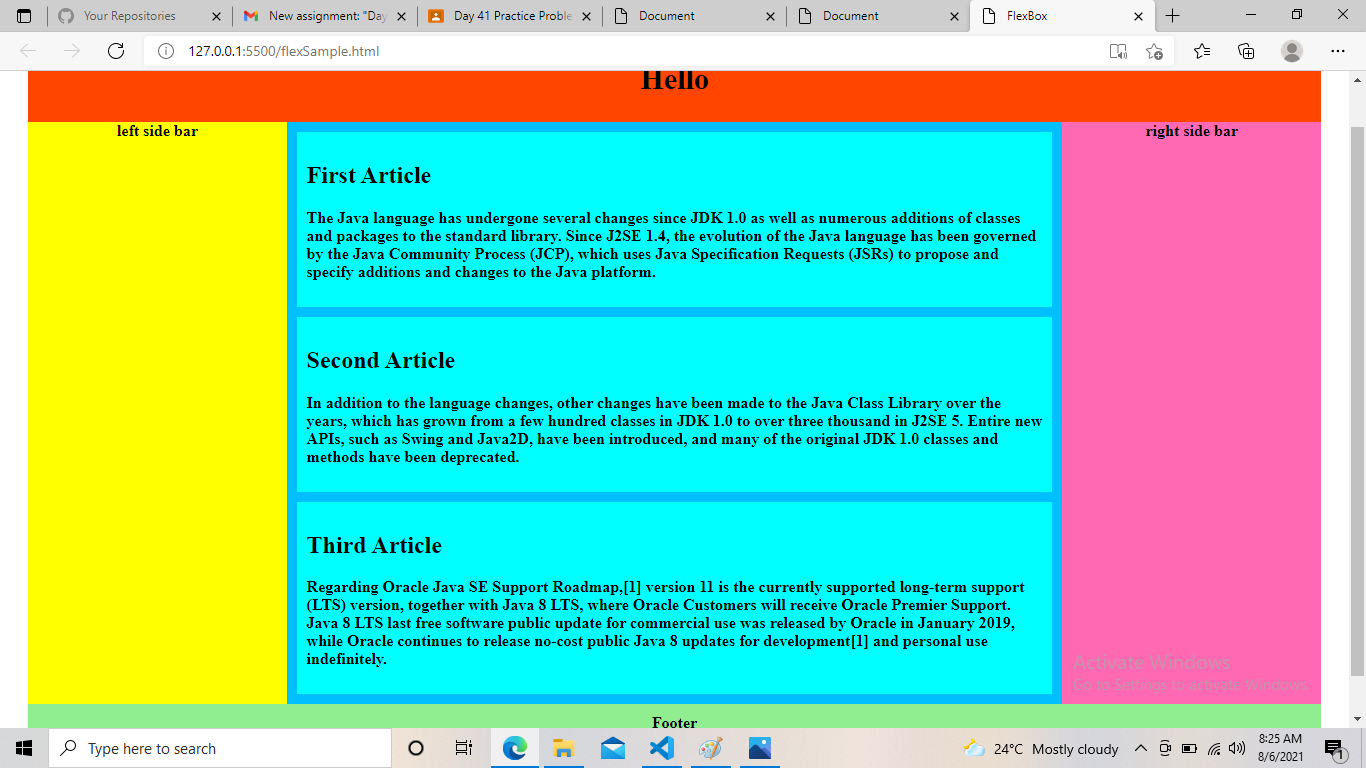 Your Repositories
New assignment: "Day
Day 41 Practice Proble
Document
Document
FlexBox
127.0.0.1:5500/flexSample.html
Hello
left side bar
right side bar
First Article
The Java language has undergone several changes since JDK 1.0 as well as numerous additions of classes
and packages to the standard library. Since J2SE 1.4, the evolution of the Java language has been governed
by the Java Community Process (JCP), which uses Java Specification Requests (JSRs) to propose and
specify additions and changes to the Java platform.
Second Article
In addition to the language changes, other changes have been made to the Java Class Library over the
years, which has grown from a few hundred classes in JDK 1.0 to over three thousand in J2SE 5. Entire new
APIs, such as Swing and Java2D, have been introduced, and many of the original JDK 1.0 classes and
methods have been deprecated.
Third Article
Regarding Oracle Java SE Support Roadmap,[1] version 11 is the currently supported long-term support
(LTS) version, together with Java 8 LTS, where Oracle Customers will receive Oracle Premier Support.
Java 8 LTS last free software public update for commercial use was released by Oracle in January 2019,
while Oracle continues to release no-cost public Java 8 updates for development[1] and personal use
indefinitely.
Activate Windows
Go to Settings to activate Windows.
Footer
Type here to search
24°C Mostly cloudy
8:25 AM
8/6/2021
1